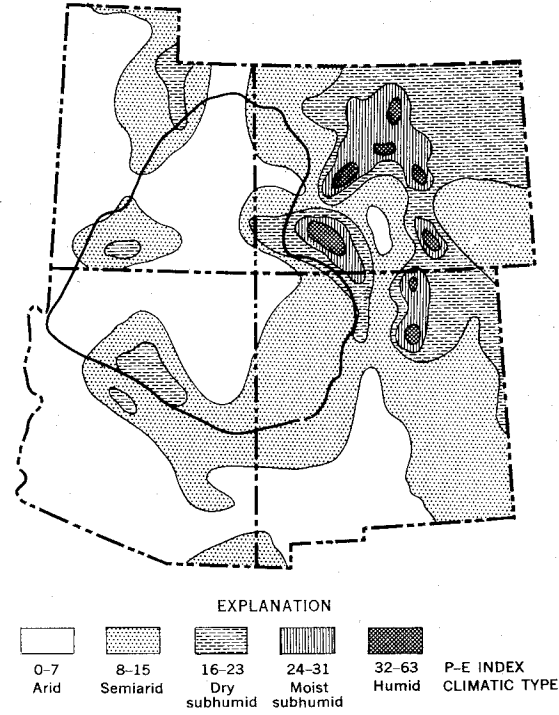 EXPLANATION
0–7 8–15 16–23 24–31 32–63 P–E INDEX
Arid Semiarid Dry Moist Humid CLIMATIC TYPE
subhumid subhumid